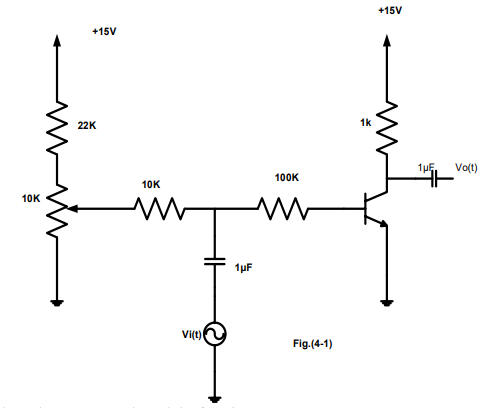 +15V
+15V
22K
1k
10K
10K
100K
1µF
Vo(t)
1µF
Vi(t)
Fig.(4-1)